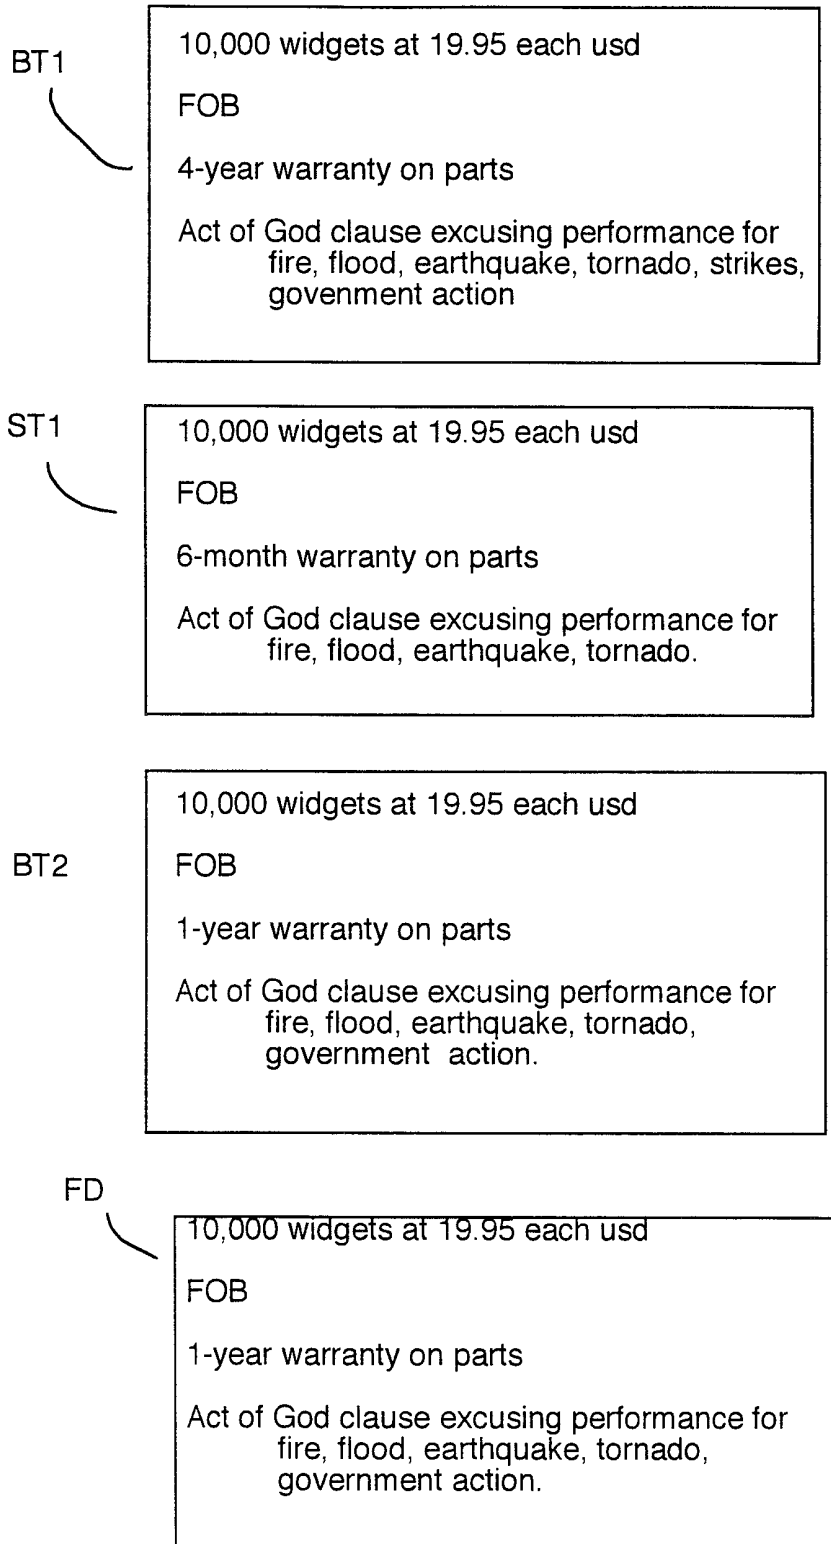 BT1
10,000 widgets at 19.95 each usd
FOB
4-year warranty on parts
Act of God clause excusing performance for
fire, flood, earthquake, tornado, strikes,
govenment action
ST1
10,000 widgets at 19.95 each usd
FOB
6-month warranty on parts
Act of God clause excusing performance for
fire, flood, earthquake, tornado.
BT2
10,000 widgets at 19.95 each usd
FOB
1-year warranty on parts
Act of God clause excusing performance for
fire, flood, earthquake, tornado,
government action.
FD
10,000 widgets at 19.95 each usd
FOB
1-year warranty on parts
Act of God clause excusing performance for
fire, flood, earthquake, tornado,
government action.